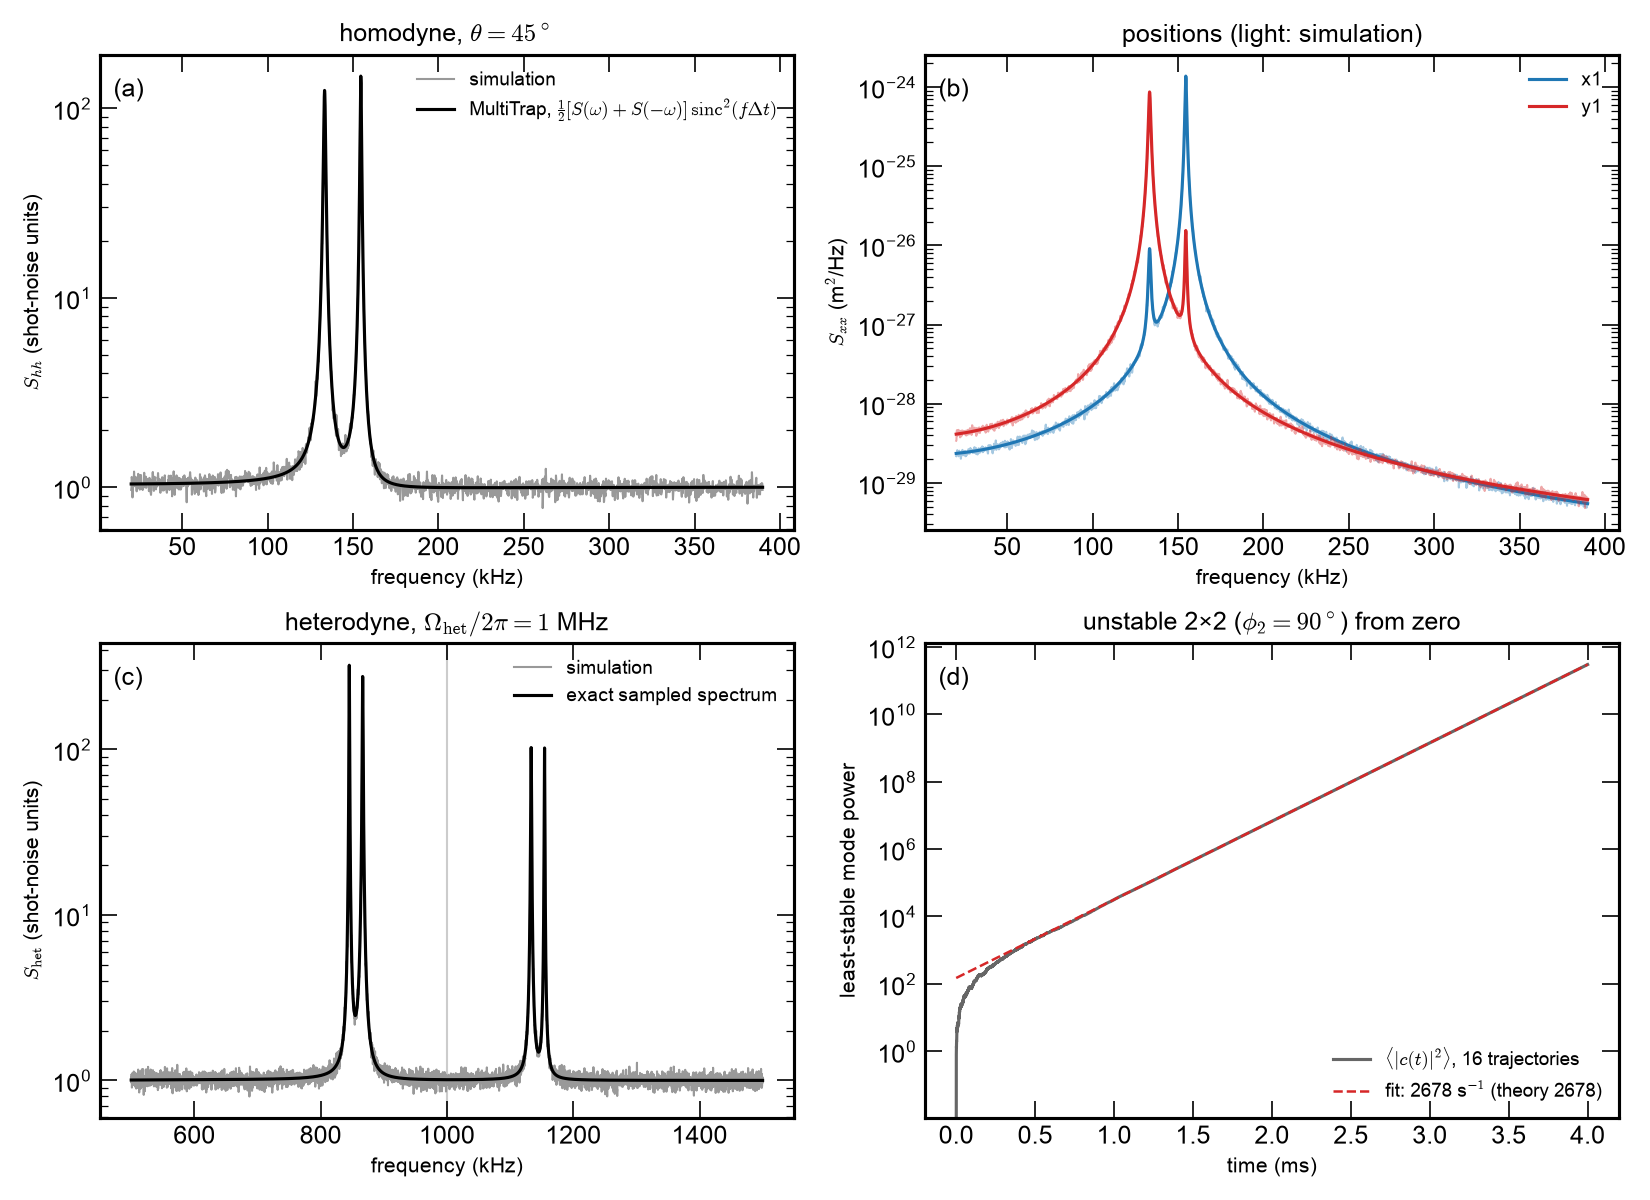 homodyne, θ = 45°
(a)
simulation
MultiTrap, ½[S(ω) + S(−ω)] sinc²(fΔt)
10²
10¹
10⁰
S_hh (shot-noise units)
50 100 150 200 250 300 350 400
frequency (kHz)
positions (light: simulation)
(b)
x1
y1
10⁻²⁴
10⁻²⁵
10⁻²⁶
10⁻²⁷
10⁻²⁸
10⁻²⁹
S_xx (m²/Hz)
50 100 150 200 250 300 350 400
frequency (kHz)
heterodyne, Ω_het/2π = 1 MHz
(c)
simulation
exact sampled spectrum
10²
10¹
10⁰
S_het (shot-noise units)
600 800 1000 1200 1400
frequency (kHz)
unstable 2×2 (ϕ₂ = 90°) from zero
(d)
10¹²
10¹⁰
10⁸
10⁶
10⁴
10²
10⁰
least-stable mode power
⟨|c(t)|²⟩, 16 trajectories
fit: 2678 s⁻¹ (theory 2678)
0.0 0.5 1.0 1.5 2.0 2.5 3.0 3.5 4.0
time (ms)